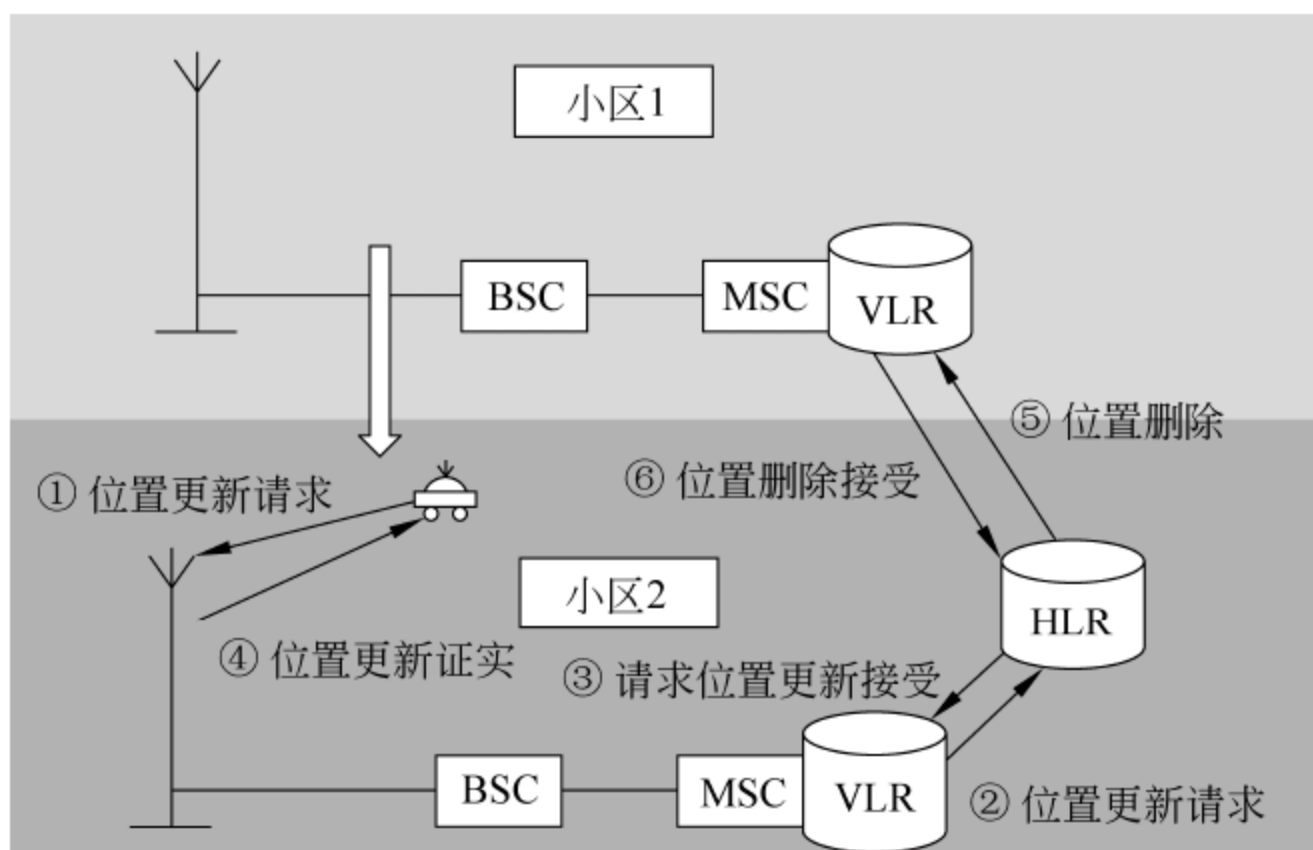 小区1
BSC
MSC
VLR
⑤ 位置删除
⑥ 位置删除接受
① 位置更新请求
小区2
HLR
④ 位置更新证实
③ 请求位置更新接受
BSC
MSC
VLR
② 位置更新请求